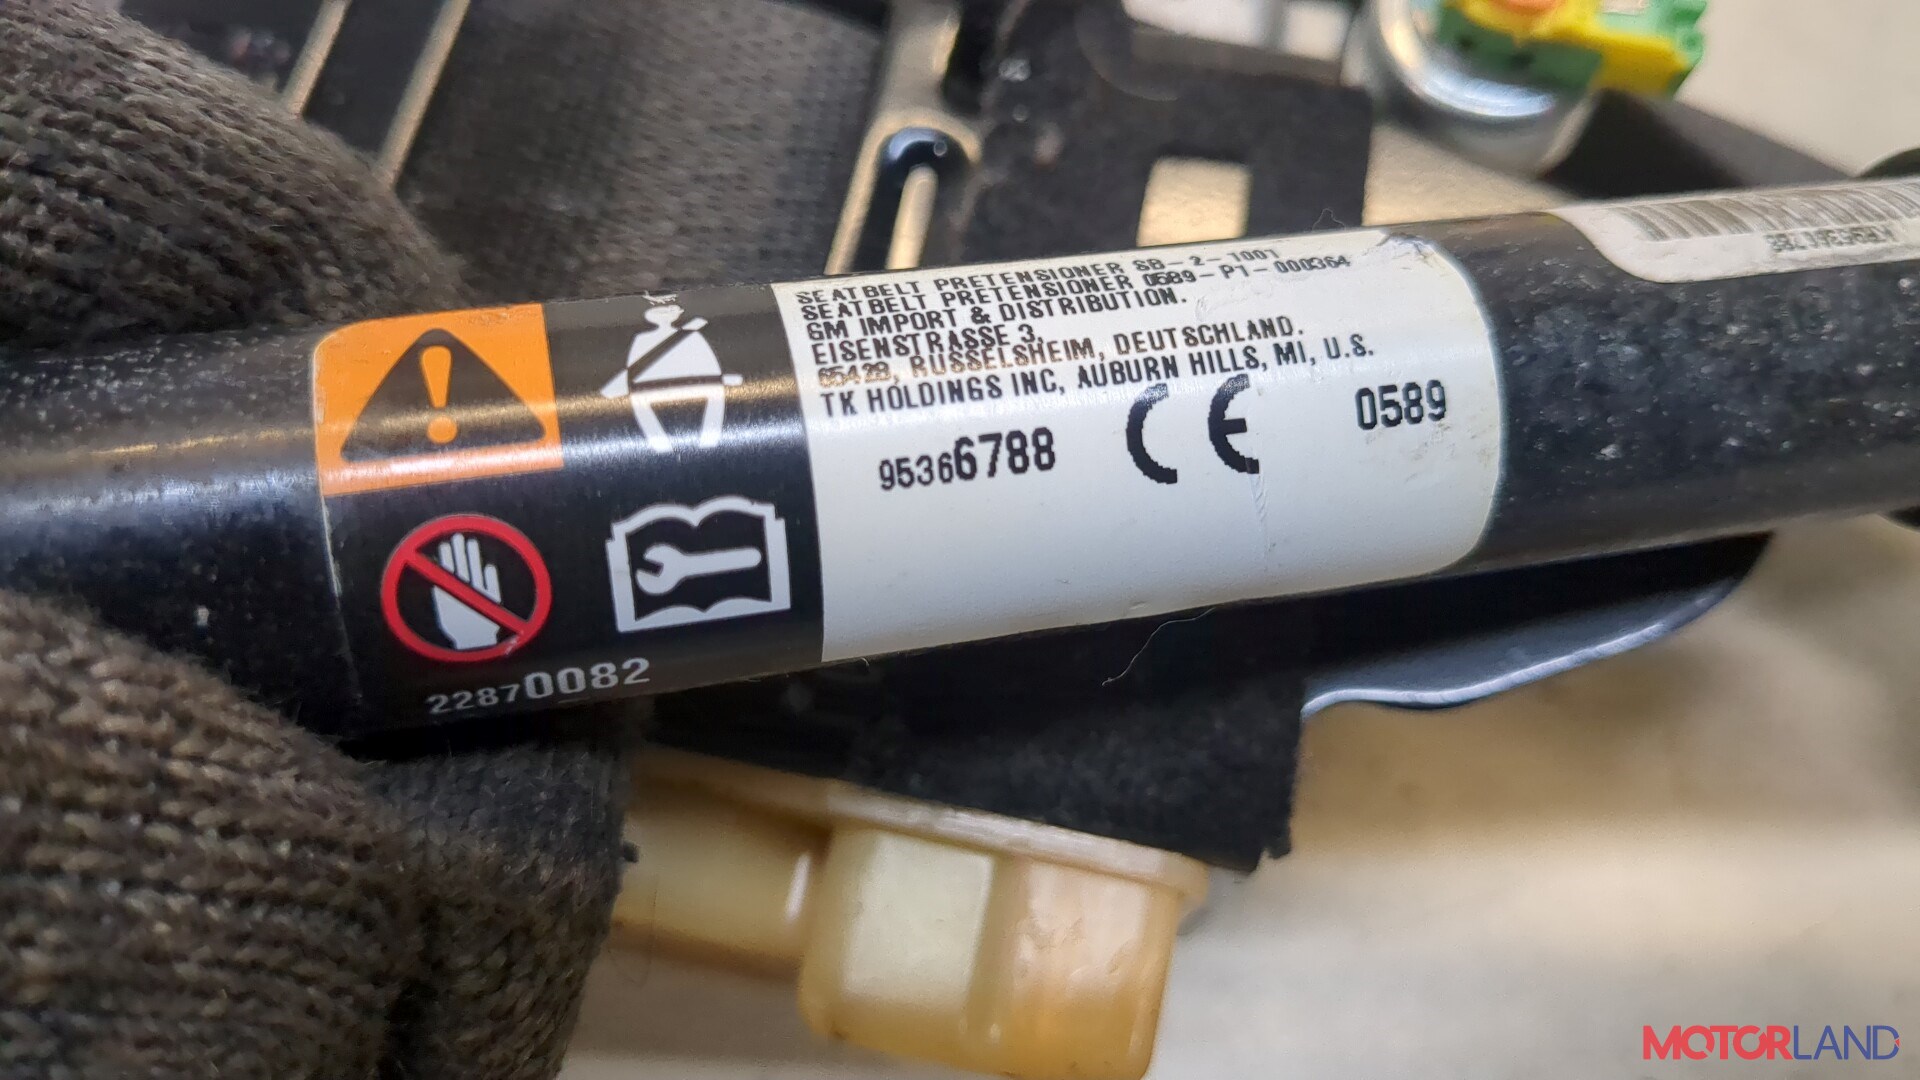 SEATBELT PRETENSIONER SB-2-1001
SEATBELT PRETENSIONER 0589-P1-000364
GM IMPORT & DISTRIBUTION.
EISENSTRASSE 3,
65428, RUSSELSHEIM, DEUTSCHLAND.
TK HOLDINGS INC, AUBURN HILLS, MI, U.S.
95366788 CE 0589
22870082
MOTORLAND